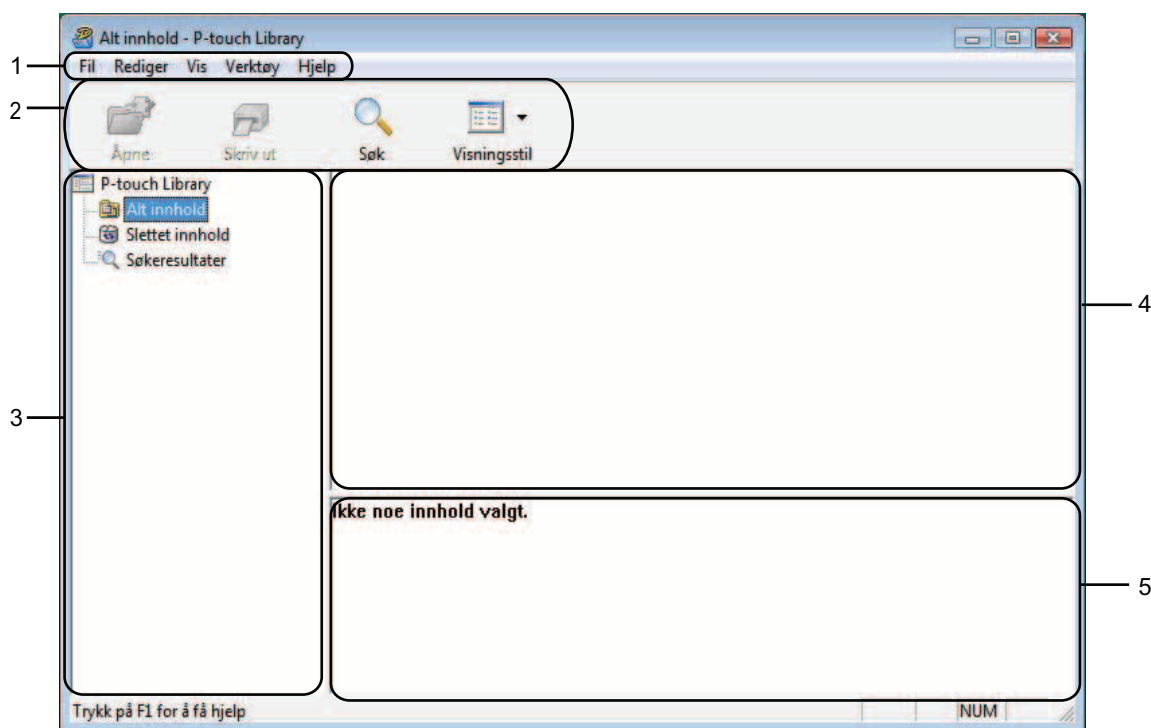 Alt innhold - P-touch Library
1
Fil Rediger Vis Verktøy Hjelp
2
Åpne Skriv ut Søk Visningsstil
P-touch Library
Alt innhold
Slettet innhold
Søkeresultater
3
4
Ikke noe innhold valgt.
5
Trykk på F1 for å få hjelp NUM